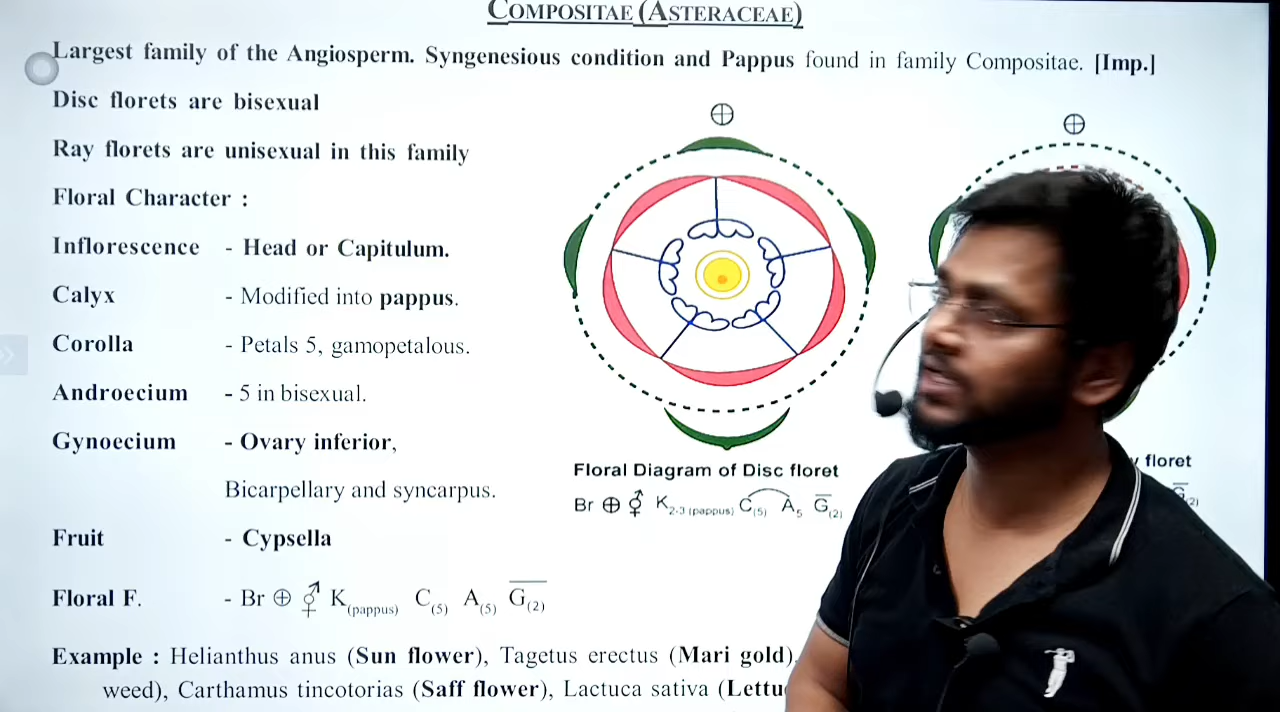 COMPOSITAE (ASTERACEAE)
Largest family of the Angiosperm. Syngenesious condition and Pappus found in family Compositae. [Imp.]
Disc florets are bisexual
Ray florets are unisexual in this family
Floral Character :
Inflorescence - Head or Capitulum.
Calyx - Modified into pappus.
Corolla - Petals 5, gamopetalous.
Androecium - 5 in bisexual.
Gynoecium - Ovary inferior,
Bicarpellary and syncarpus.
Fruit - Cypsella
Floral F. - Br ⊕ ⚥ K(pappus) C(5) A(5) G̅(2)
Example : Helianthus anus (Sun flower), Tagetus erectus (Mari gold),
weed), Carthamus tincotorias (Saff flower), Lactuca sativa (Lettu
Floral Diagram of Disc floret
Br ⊕ ⚥ K2-3 (pappus) C(5) A5 G̅(2)
floret
G̅(2)